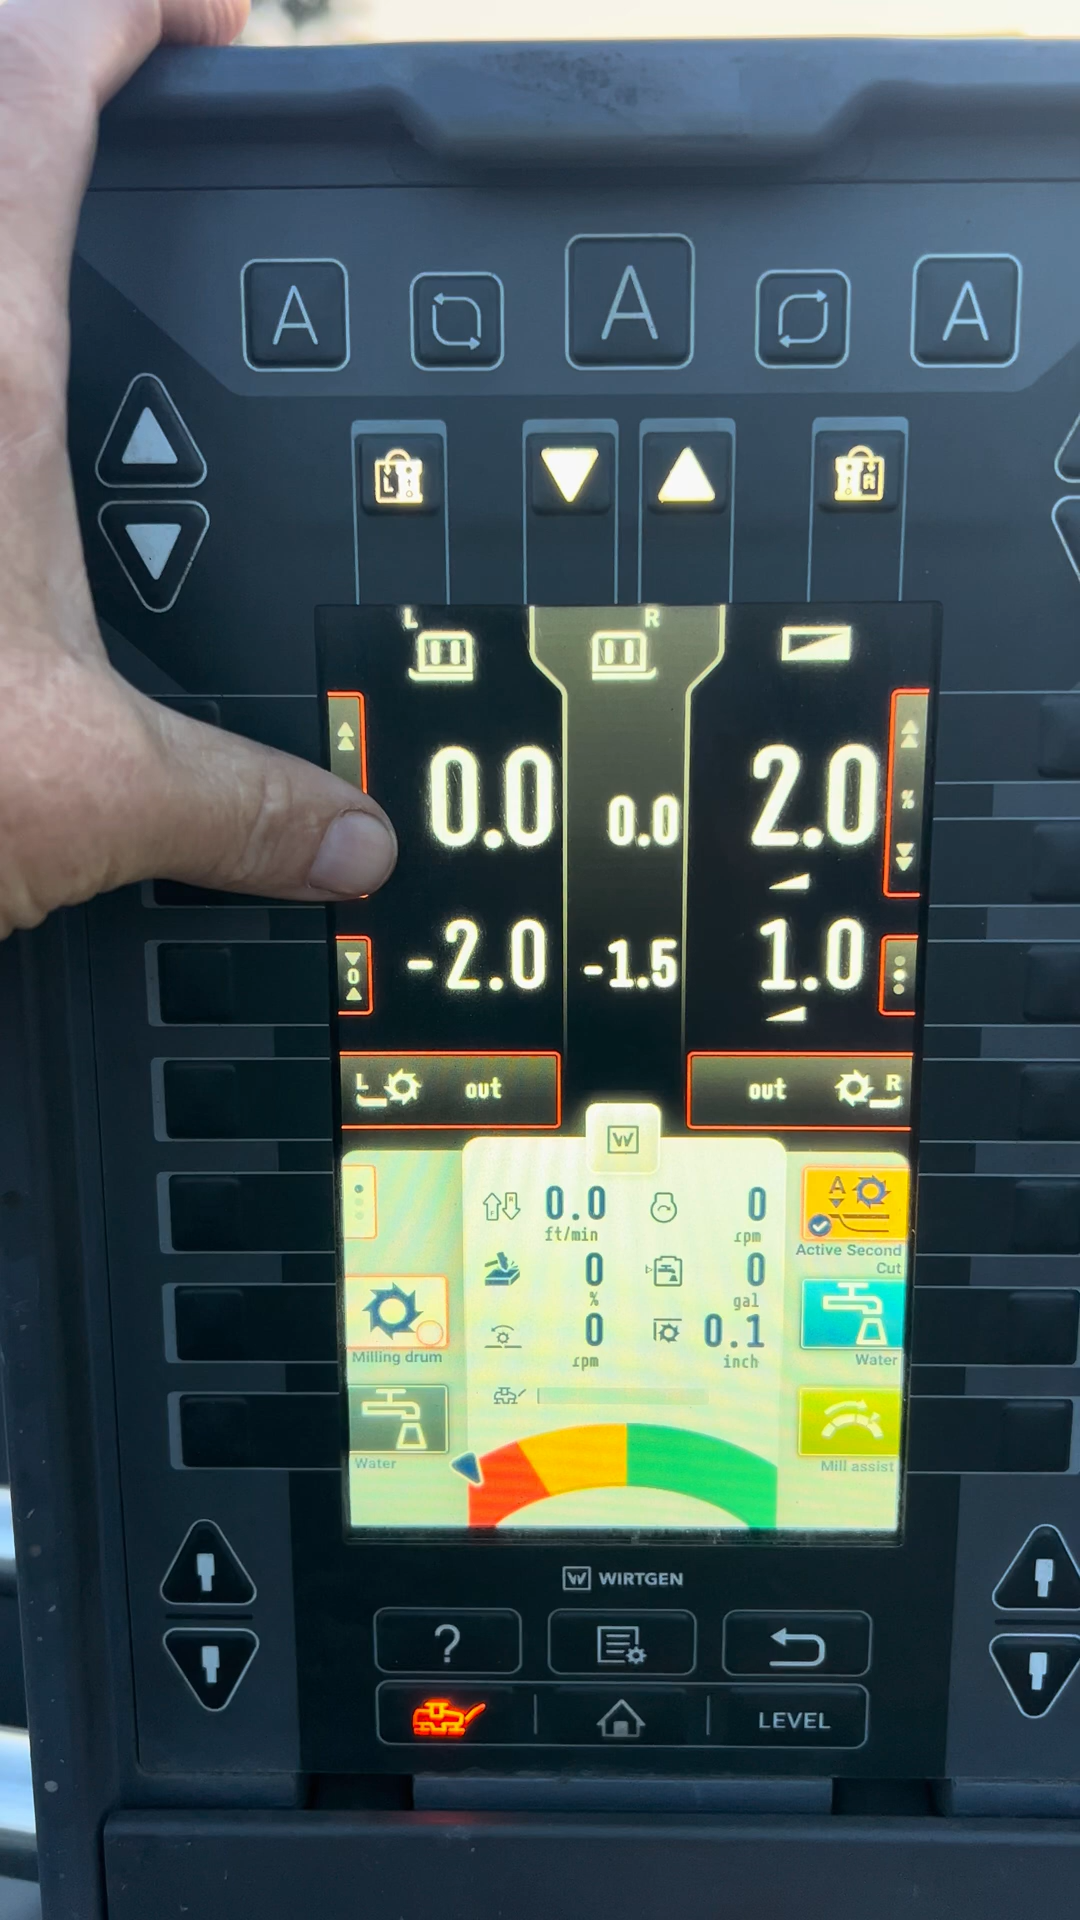 A A A
L R
L R
0.0 0.0 2.0
%
-2.0 -1.5 1.0
0
L out out R
W
0.0 0
ft/min rpm
A
Active Second
Cut
0 0
% gal
0 0.1
rpm inch
Milling drum
Water
Water
Mill assist
W WIRTGEN
?
LEVEL